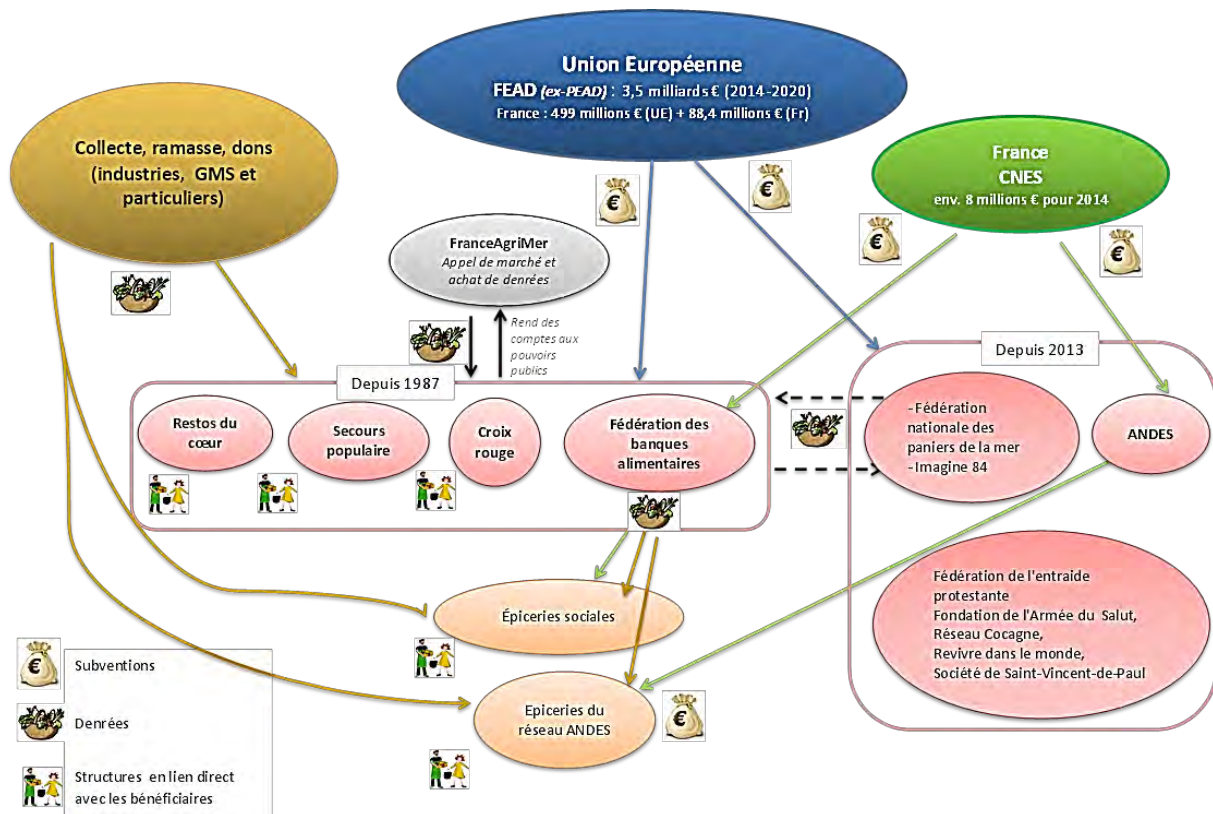 Union Européenne
FEAD (ex-PEAD) : 3,5 milliards € (2014-2020)
France : 499 millions € (UE) + 88,4 millions € (Fr)
Collecte, ramasse, dons
(industries, GMS et
particuliers)
France
CNES
env. 8 millions € pour 2014
FranceAgriMer
Appel de marché et
achat de denrées
Rend des
comptes aux
pouvoirs
publics
Depuis 1987
Depuis 2013
Restos du
cœur
Secours
populaire
Croix
rouge
Fédération des
banques
alimentaires
-Fédération
nationale des
paniers de la mer
-Imagine 84
ANDES
Fédération de l'entraide
protestante
Fondation de l'Armée du Salut,
Réseau Cocagne,
Revivre dans le monde,
Société de Saint-Vincent-de-Paul
Épiceries sociales
Epiceries du
réseau ANDES
Subventions
Denrées
Structures en lien direct
avec les bénéficiaires
€
€
€
€
€
€